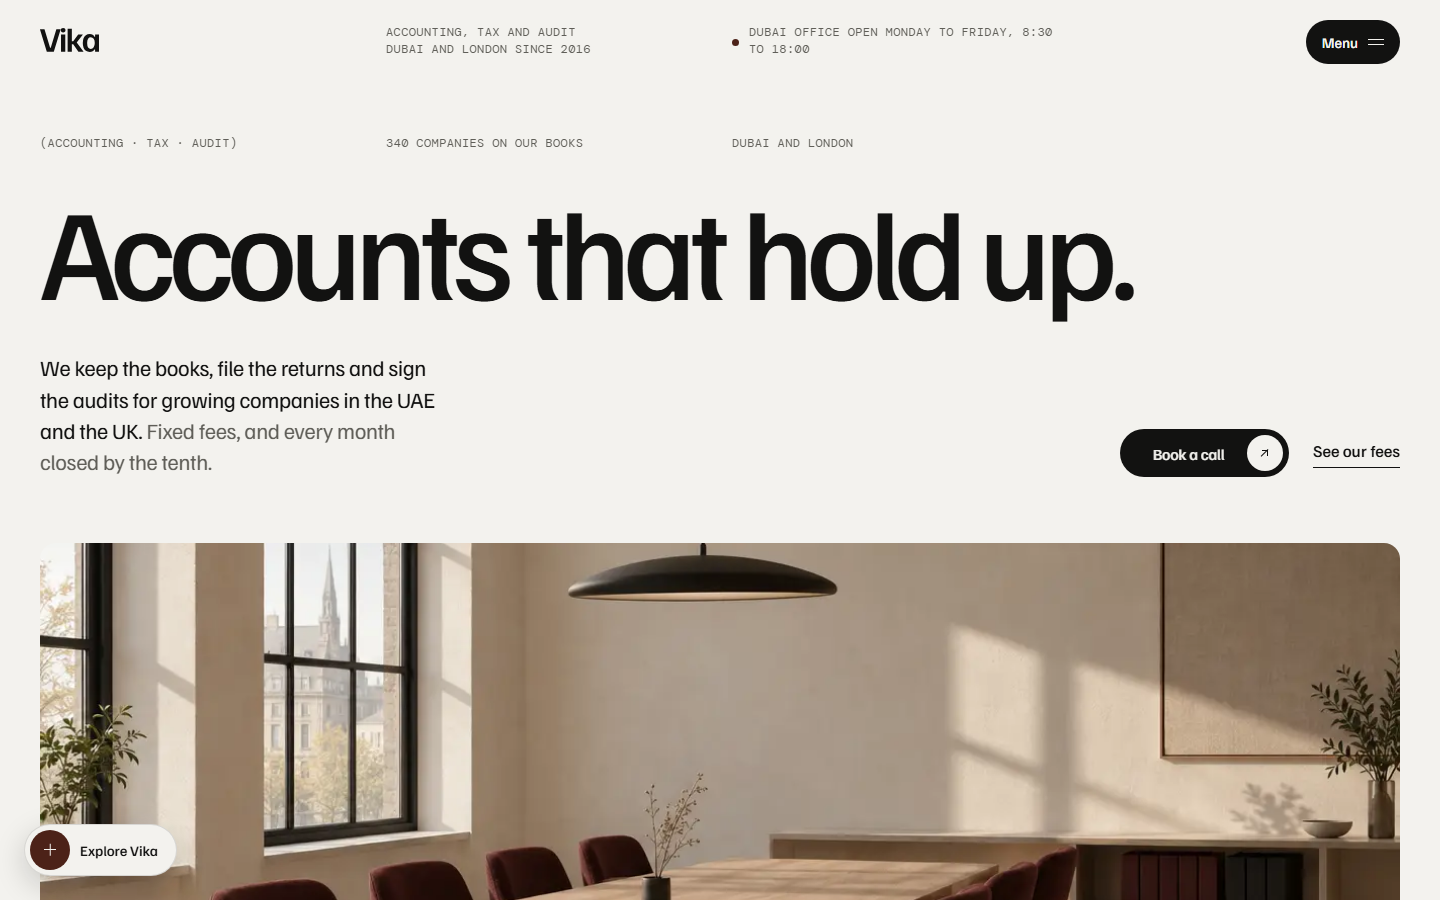 Vika
ACCOUNTING, TAX AND AUDIT
DUBAI AND LONDON SINCE 2016
DUBAI OFFICE OPEN MONDAY TO FRIDAY, 8:30
TO 18:00
Menu
(ACCOUNTING · TAX · AUDIT)
340 COMPANIES ON OUR BOOKS
DUBAI AND LONDON
Accounts that hold up.
We keep the books, file the returns and sign
the audits for growing companies in the UAE
and the UK. Fixed fees, and every month
closed by the tenth.
Book a call
See our fees
Explore Vika